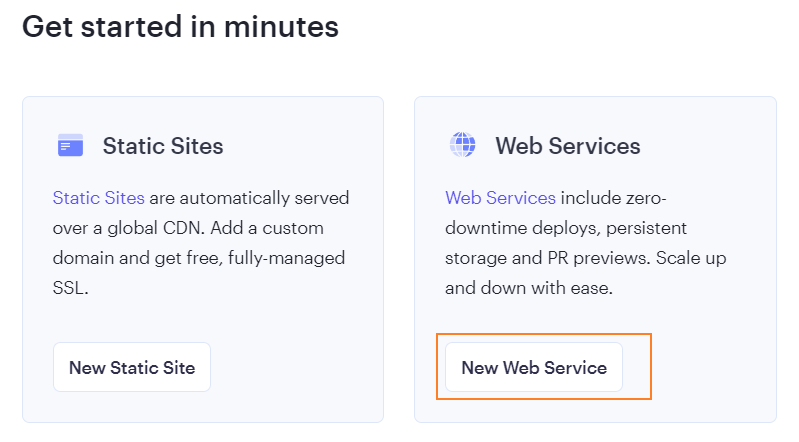 Get started in minutes
Static Sites
Static Sites are automatically served
over a global CDN. Add a custom
domain and get free, fully-managed
SSL.
New Static Site
Web Services
Web Services include zero-
downtime deploys, persistent
storage and PR previews. Scale up
and down with ease.
New Web Service